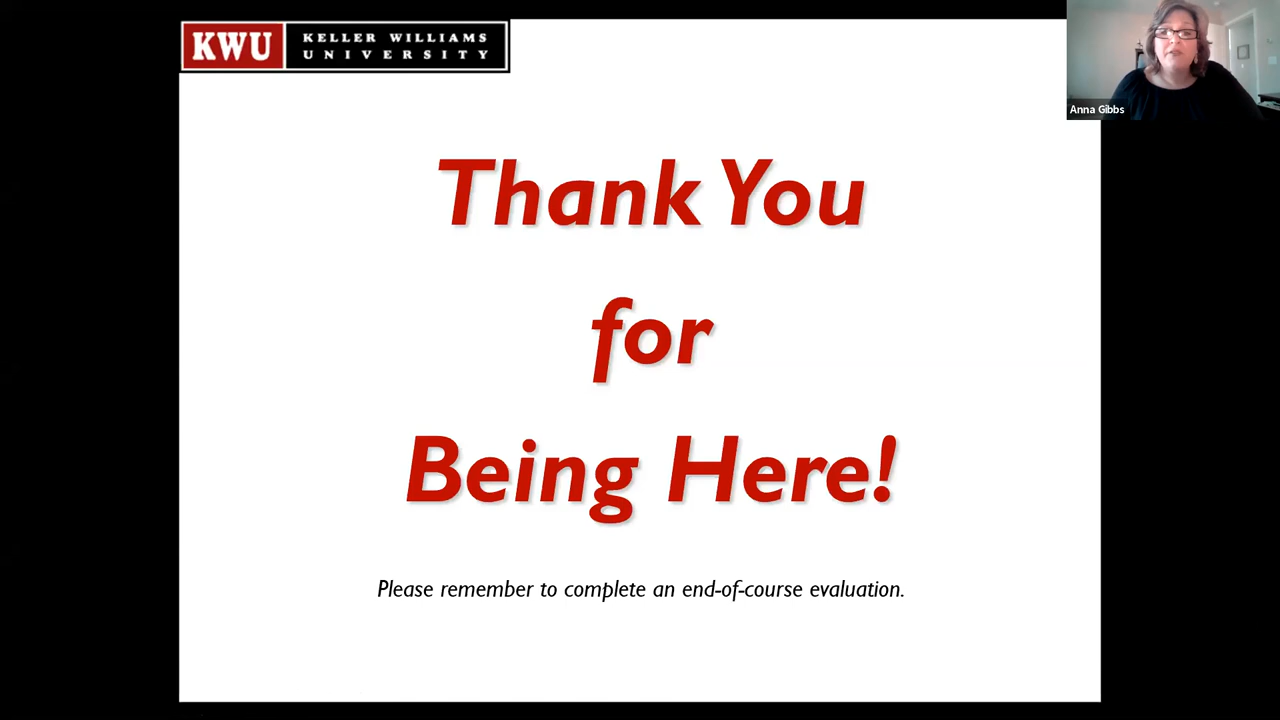 KWU
KELLER WILLIAMS
UNIVERSITY
Anna Gibbs
Thank You
for
Being Here!
Please remember to complete an end-of-course evaluation.